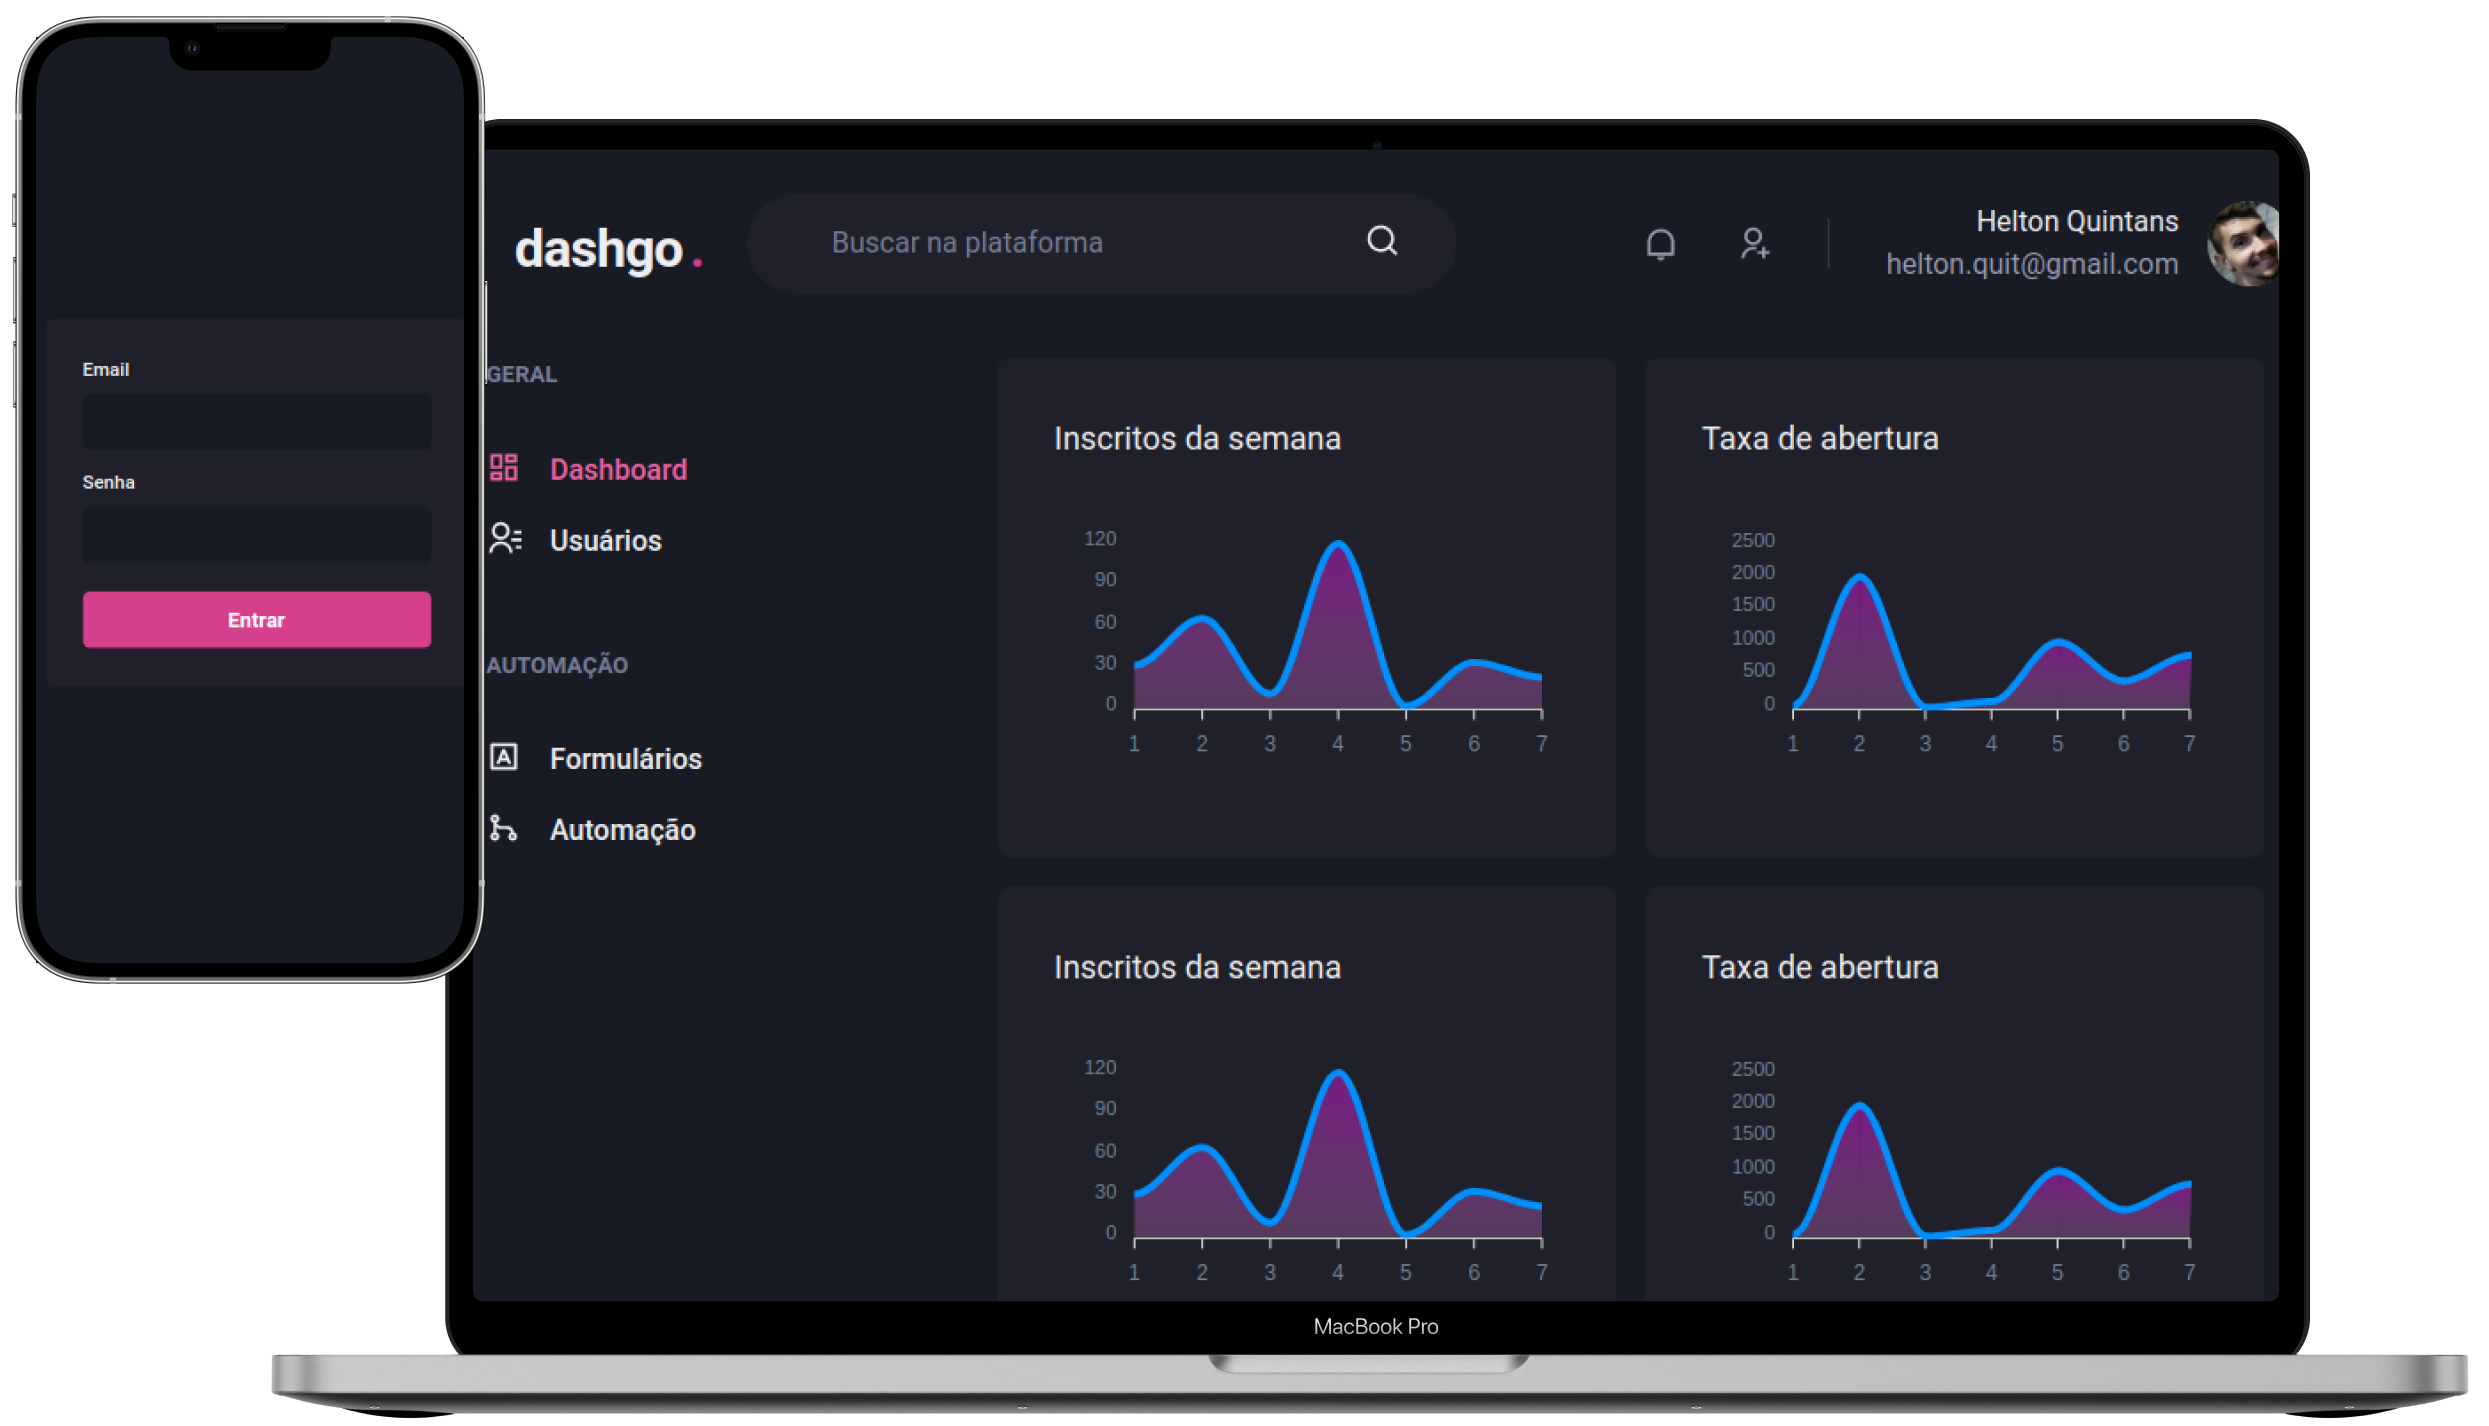 Email
Senha
Entrar
dashgo.
Buscar na plataforma
Helton Quintans
helton.quit@gmail.com
GERAL
Dashboard
Usuários
AUTOMAÇÃO
Formulários
Automação
Inscritos da semana
120
90
60
30
0
1 2 3 4 5 6 7
Taxa de abertura
2500
2000
1500
1000
500
0
1 2 3 4 5 6 7
Inscritos da semana
120
90
60
30
0
1 2 3 4 5 6 7
Taxa de abertura
2500
2000
1500
1000
500
0
1 2 3 4 5 6 7
MacBook Pro